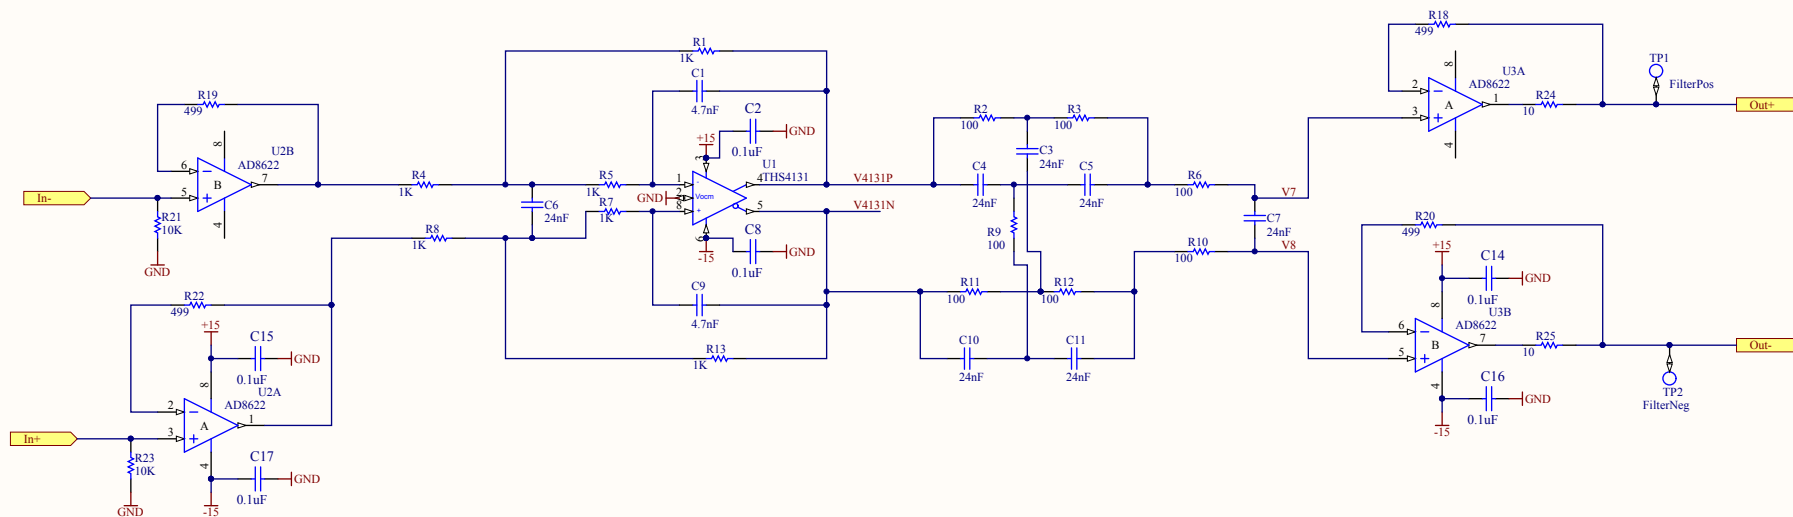 R18
499
8
U3A
AD8622
2
A
1
3
4
R24
10
TP1
FilterPos
Out+
R1
1K
C1
4.7nF
C2
0.1uF
GND
+15
3
U1
THS4131
1
-
4
GND
2
Vocm
8
+
5
6
-15
C8
0.1uF
GND
C9
4.7nF
R13
1K
R19
499
8
U2B
AD8622
6
B
7
5
4
In-
R21
10K
GND
R4
1K
R5
1K
R7
1K
C6
24nF
R8
1K
V4131P
V4131N
R2
100
R3
100
C3
24nF
C4
24nF
C5
24nF
R9
100
R6
100
V7
C7
24nF
R10
100
V8
R11
100
R12
100
C10
24nF
C11
24nF
R20
499
+15
C14
GND
0.1uF
8
U3B
AD8622
6
B
7
5
4
R25
10
Out-
TP2
FilterNeg
C16
GND
0.1uF
-15
R22
499
+15
C15
GND
0.1uF
8
U2A
AD8622
2
A
1
3
4
In+
R23
10K
GND
C17
GND
0.1uF
-15